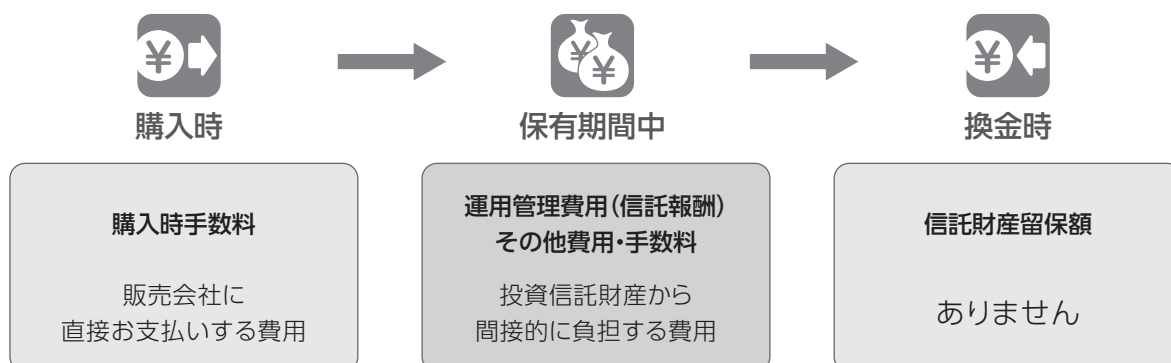 ¥
購入時
購入時手数料
販売会社に
直接お支払いする費用
¥
¥
保有期間中
運用管理費用(信託報酬)
その他費用・手数料
投資信託財産から
間接的に負担する費用
¥
換金時
信託財産留保額
ありません